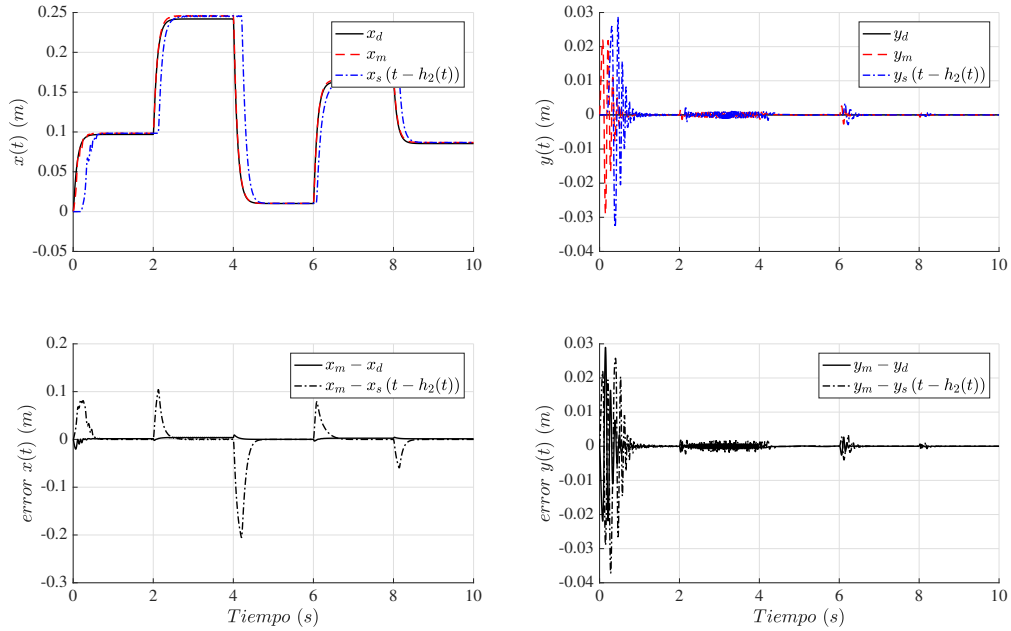 0.25
0.2
0.15
0.1
0.05
0
-0.05
x(t) (m)
0 2 4 6 8 10
x_d
x_m
x_s (t − h_2(t))
0.03
0.02
0.01
0
-0.01
-0.02
-0.03
-0.04
y(t) (m)
0 2 4 6 8 10
y_d
y_m
y_s (t − h_2(t))
0.2
0.1
0
-0.1
-0.2
-0.3
error x(t) (m)
0 2 4 6 8 10
Tiempo (s)
x_m − x_d
x_m − x_s (t − h_2(t))
0.03
0.02
0.01
0
-0.01
-0.02
-0.03
-0.04
error y(t) (m)
0 2 4 6 8 10
Tiempo (s)
y_m − y_d
y_m − y_s (t − h_2(t))